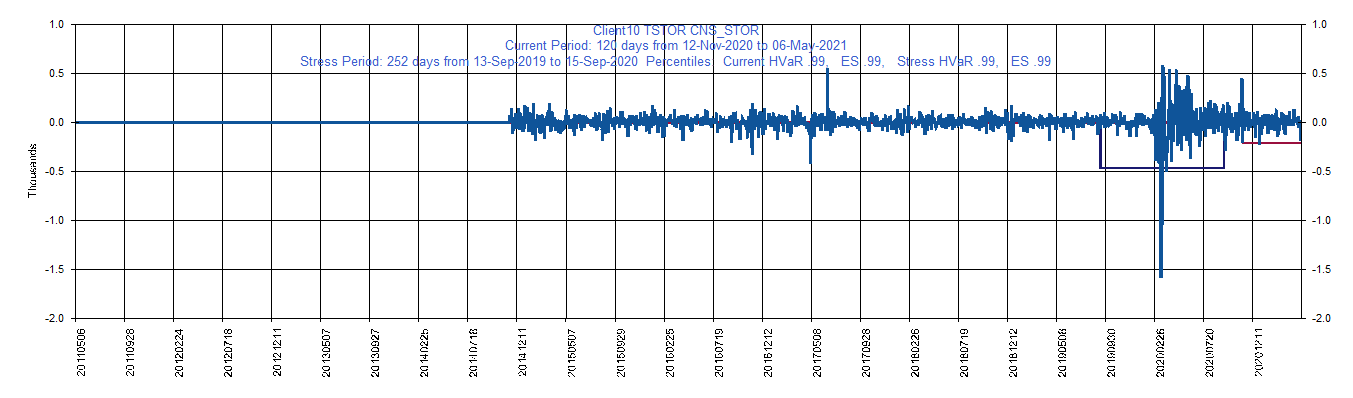 Client10 TSTOR CNS_STOR
Current Period: 120 days from 12-Nov-2020 to 06-May-2021
Stress Period: 252 days from 13-Sep-2019 to 15-Sep-2020 Percentiles: Current HVaR .99, ES .99, Stress HVaR .99, ES .99
1.0 1.0
0.5 0.5
0.0 0.0
-0.5 -0.5
-1.0 -1.0
-1.5 -1.5
-2.0 -2.0
Thousands
20110506 20110928 20120224 20120718 20121211 20130507 20130927 20140225 20140718 20141211 20150507 20150929 20160225 20160719 20161212 20170508 20170928 20180226 20180719 20181212 20190508 20190930 20200226 20200720 20201211